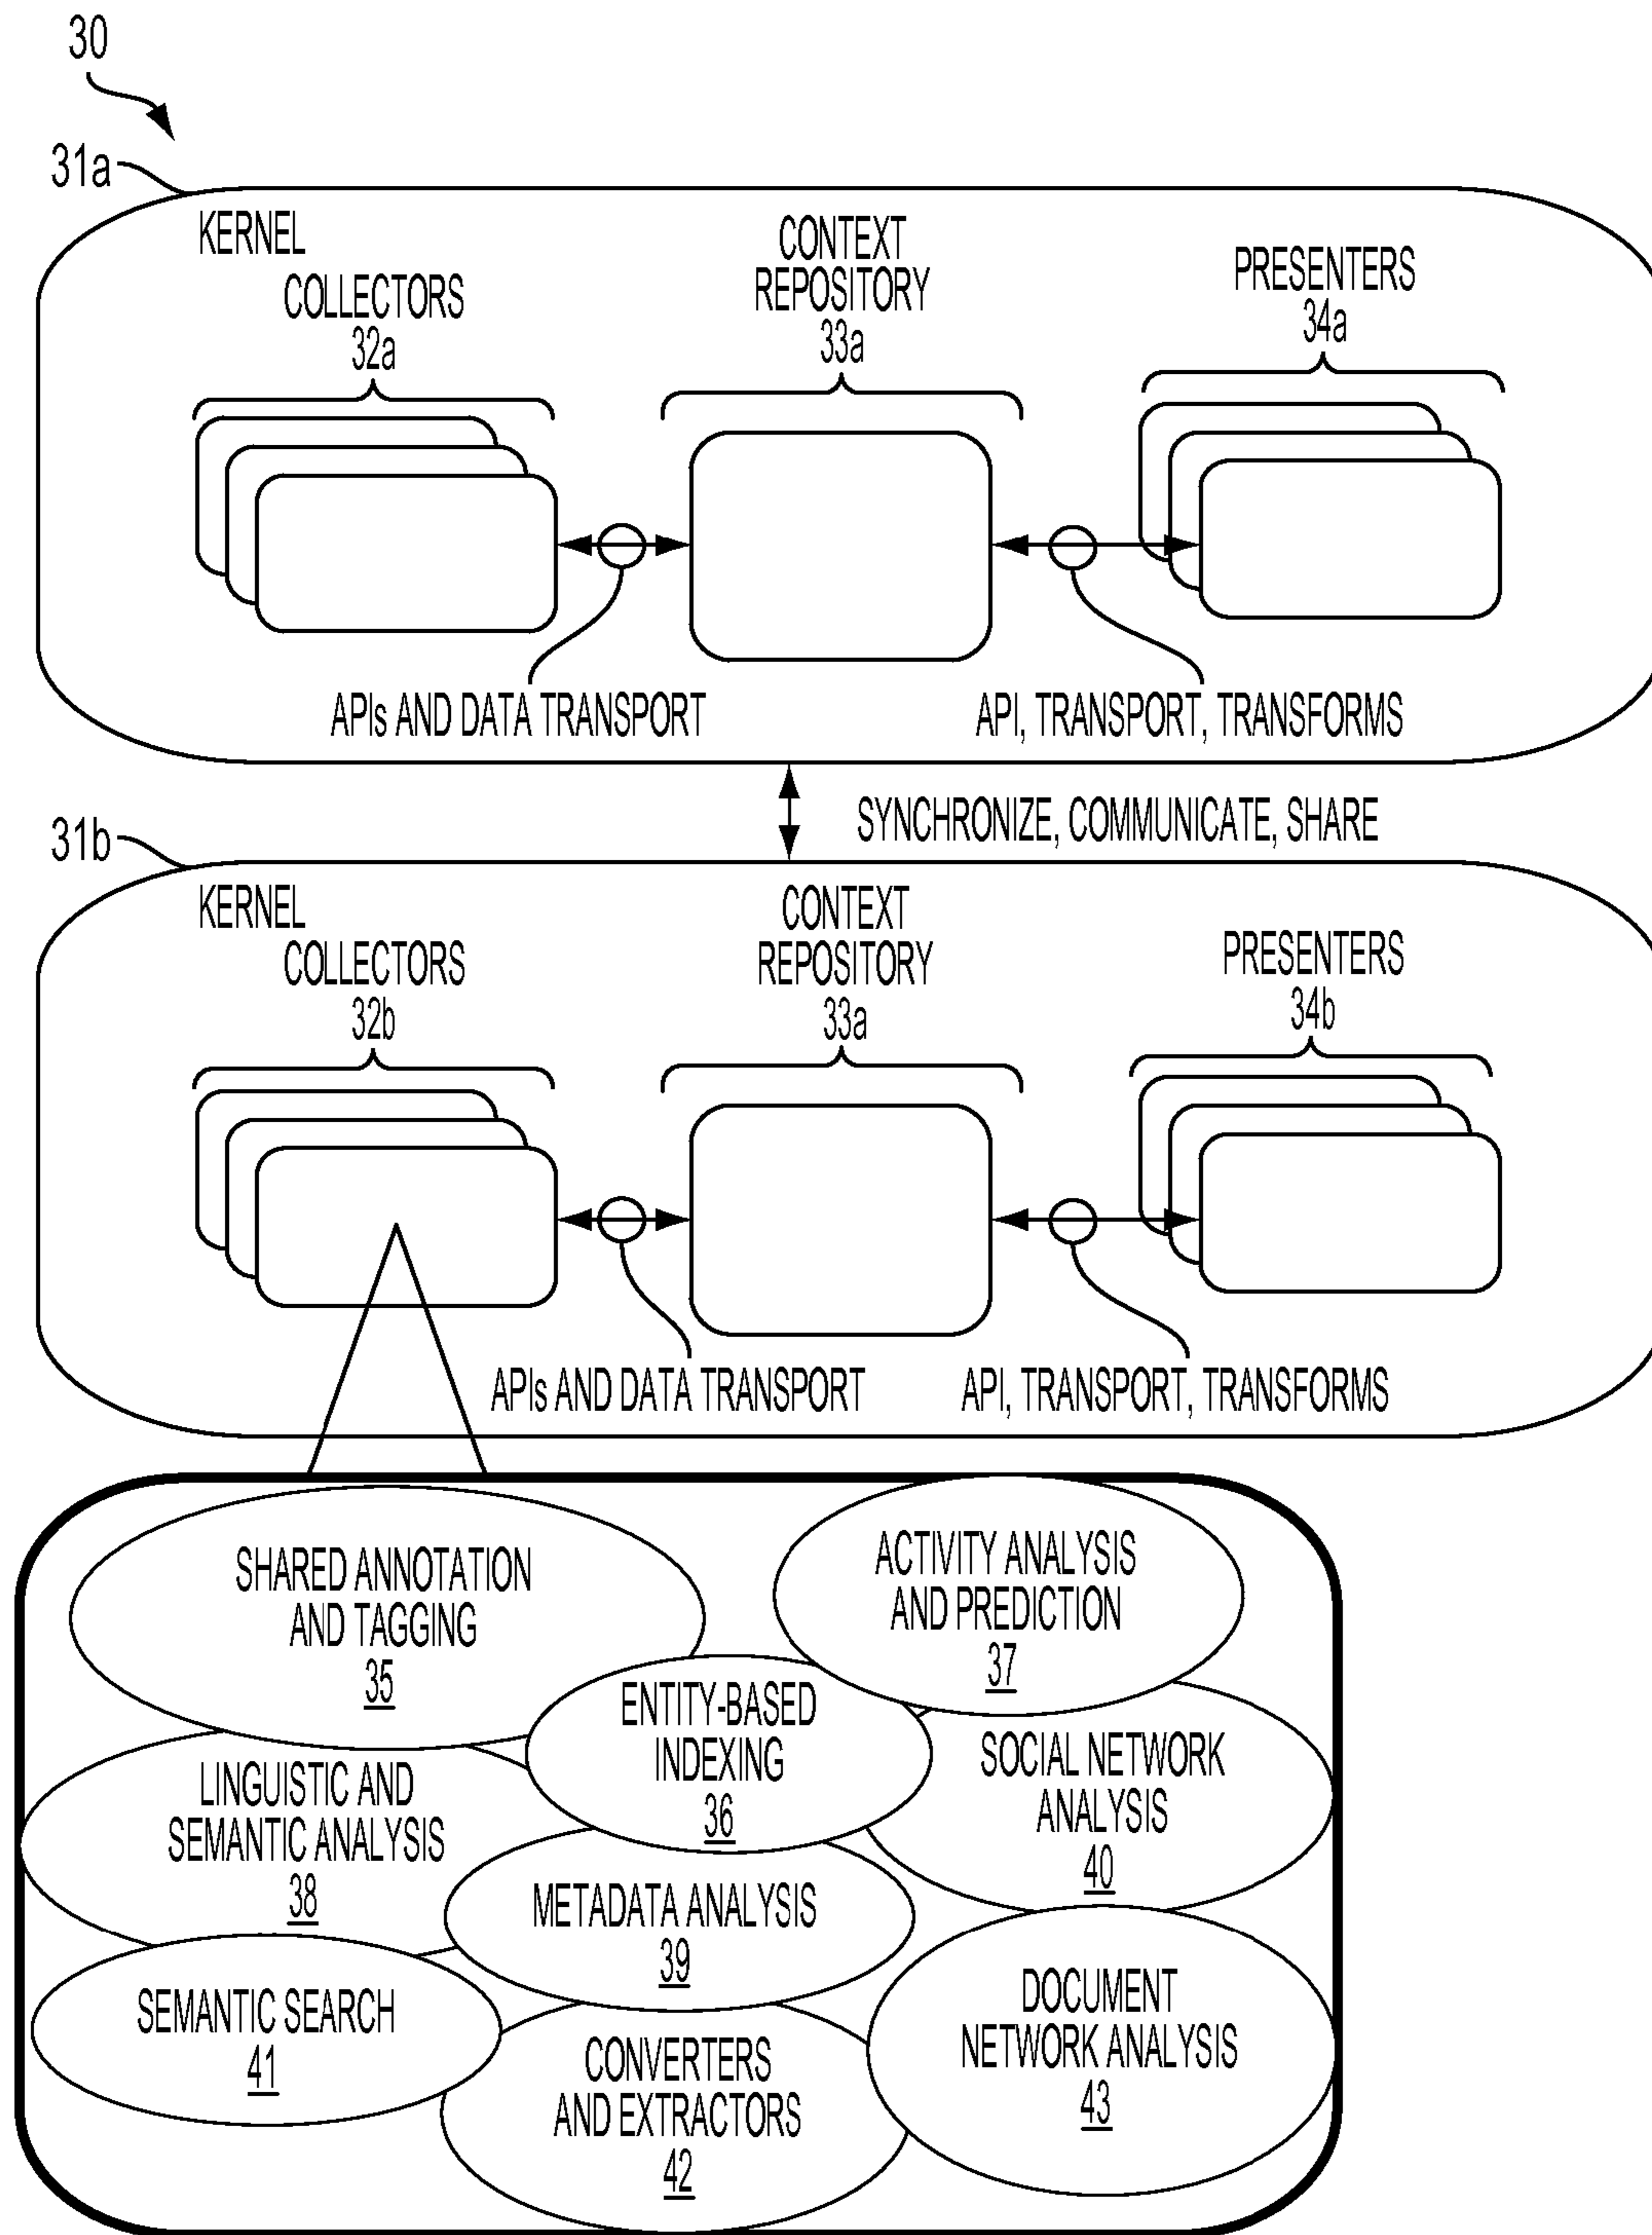 30
31a
KERNEL
COLLECTORS
32a
CONTEXT
REPOSITORY
33a
PRESENTERS
34a
APIs AND DATA TRANSPORT
API, TRANSPORT, TRANSFORMS
SYNCHRONIZE, COMMUNICATE, SHARE
31b
KERNEL
COLLECTORS
32b
CONTEXT
REPOSITORY
33a
PRESENTERS
34b
APIs AND DATA TRANSPORT
API, TRANSPORT, TRANSFORMS
SHARED ANNOTATION
AND TAGGING
35
ACTIVITY ANALYSIS
AND PREDICTION
37
ENTITY-BASED
INDEXING
36
LINGUISTIC AND
SEMANTIC ANALYSIS
38
SOCIAL NETWORK
ANALYSIS
40
METADATA ANALYSIS
39
SEMANTIC SEARCH
41
CONVERTERS
AND EXTRACTORS
42
DOCUMENT
NETWORK ANALYSIS
43